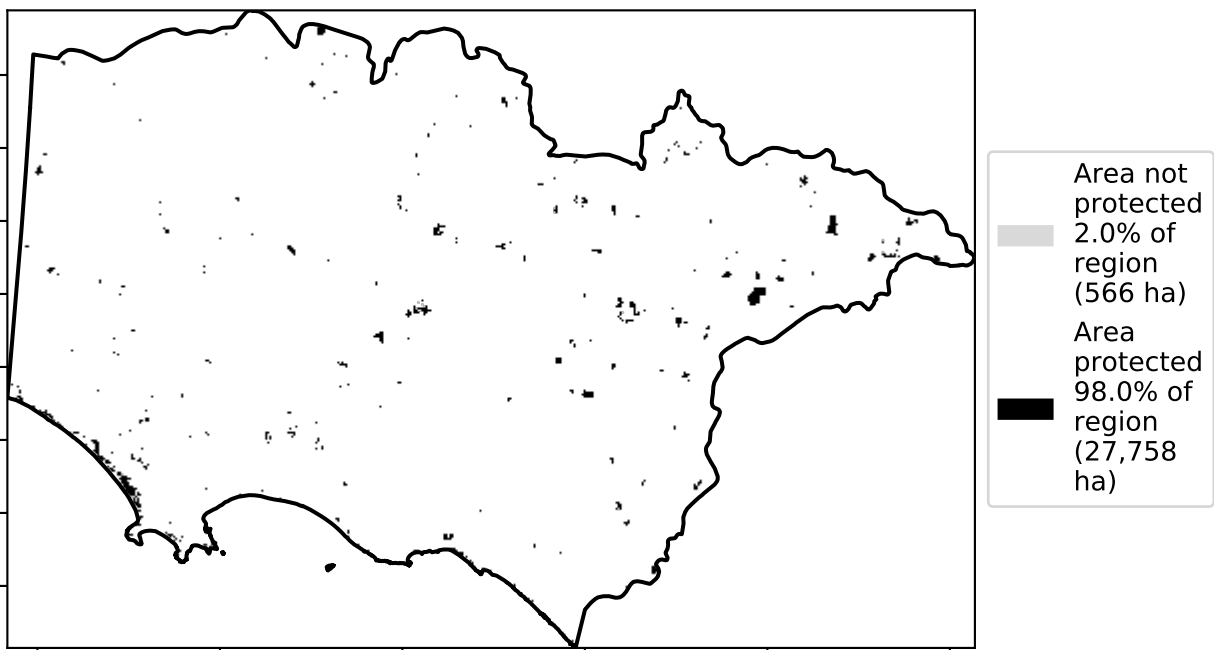 Area not
protected
2.0% of
region
(566 ha)
Area
protected
98.0% of
region
(27,758
ha)